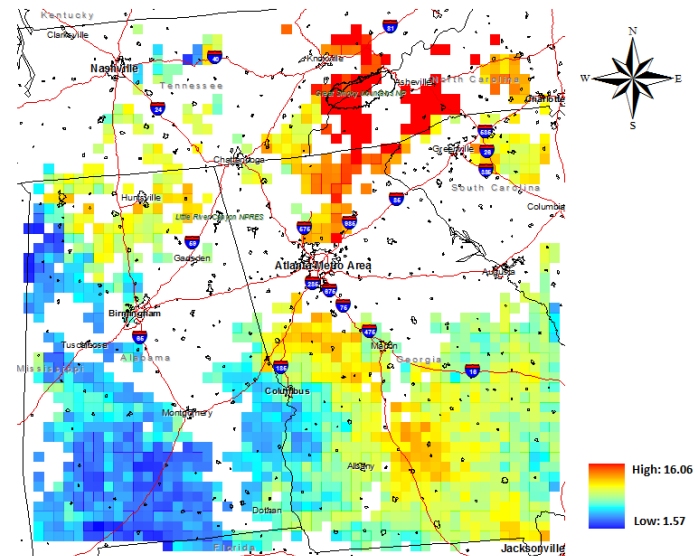 Kentucky
Clarksville
81
N
Nashville
40
Knoxville
Tennessee
Asheville
North Carolina
W
E
Great Smoky Mountains NP
24
Charlotte
S
Chattanooga
Greenville
South Carolina
Huntsville
85
Columbia
Little River Canyon NPRES
985
575
59
Gadsden
Atlanta Metro Area
Augusta
285
675
75
Birmingham
475
65
Tuscaloosa
Macon
Alabama
Georgia
Mississippi
185
16
Columbus
Montgomery
Albany
High: 16.06
Dothan
Low: 1.57
Florida
Jacksonville